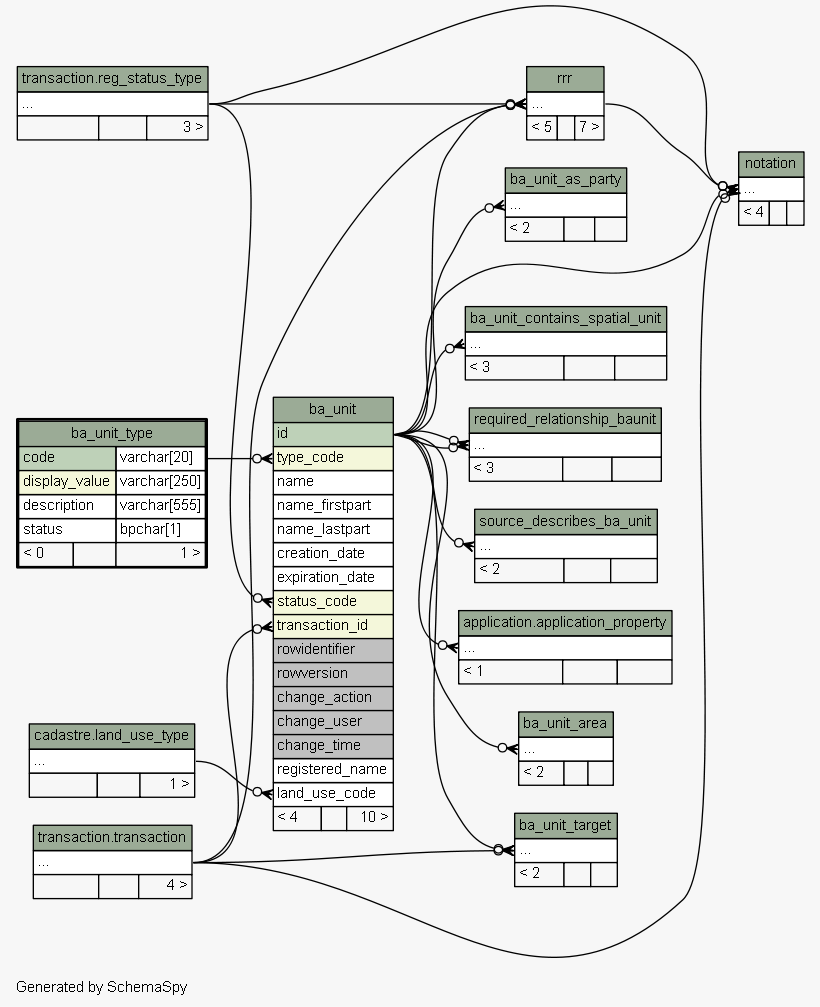 transaction.reg_status_type
...
3 >
rrr
...
< 5 7 >
notation
...
< 4
ba_unit_as_party
...
< 2
ba_unit_contains_spatial_unit
...
< 3
ba_unit_type
code varchar[20]
display_value varchar[250]
description varchar[555]
status bpchar[1]
< 0 1 >
ba_unit
id
type_code
name
name_firstpart
name_lastpart
creation_date
expiration_date
status_code
transaction_id
rowidentifier
rowversion
change_action
change_user
change_time
registered_name
land_use_code
< 4 10 >
required_relationship_baunit
...
< 3
source_describes_ba_unit
...
< 2
application.application_property
...
< 1
ba_unit_area
...
< 2
cadastre.land_use_type
...
1 >
transaction.transaction
...
4 >
ba_unit_target
...
< 2
Generated by SchemaSpy